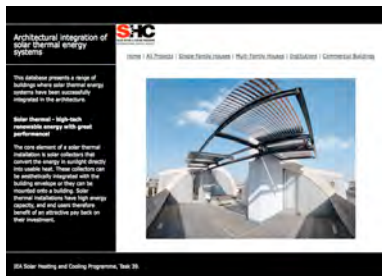 Architectural integration of
solar thermal energy
systems
SHC
Home | All Projects | Single Family Houses | Multi Family Houses | Institutions | Commercial Buildings
This database presents a range of
buildings where solar thermal energy
systems have been successfully
integrated in the architecture.
Solar thermal - high-tech
renewable energy with great
performance!
The core element of a solar thermal
installation is solar collectors that
convert the energy in sunlight directly
into usable heat. These collectors can
be aesthetically integrated with the
building envelope or they can be
mounted onto a building. Solar
thermal installations have high energy
capacity, and end users therefore
benefit of an attractive pay back on
their investment.
IEA Solar Heating and Cooling Programme, Task 39.